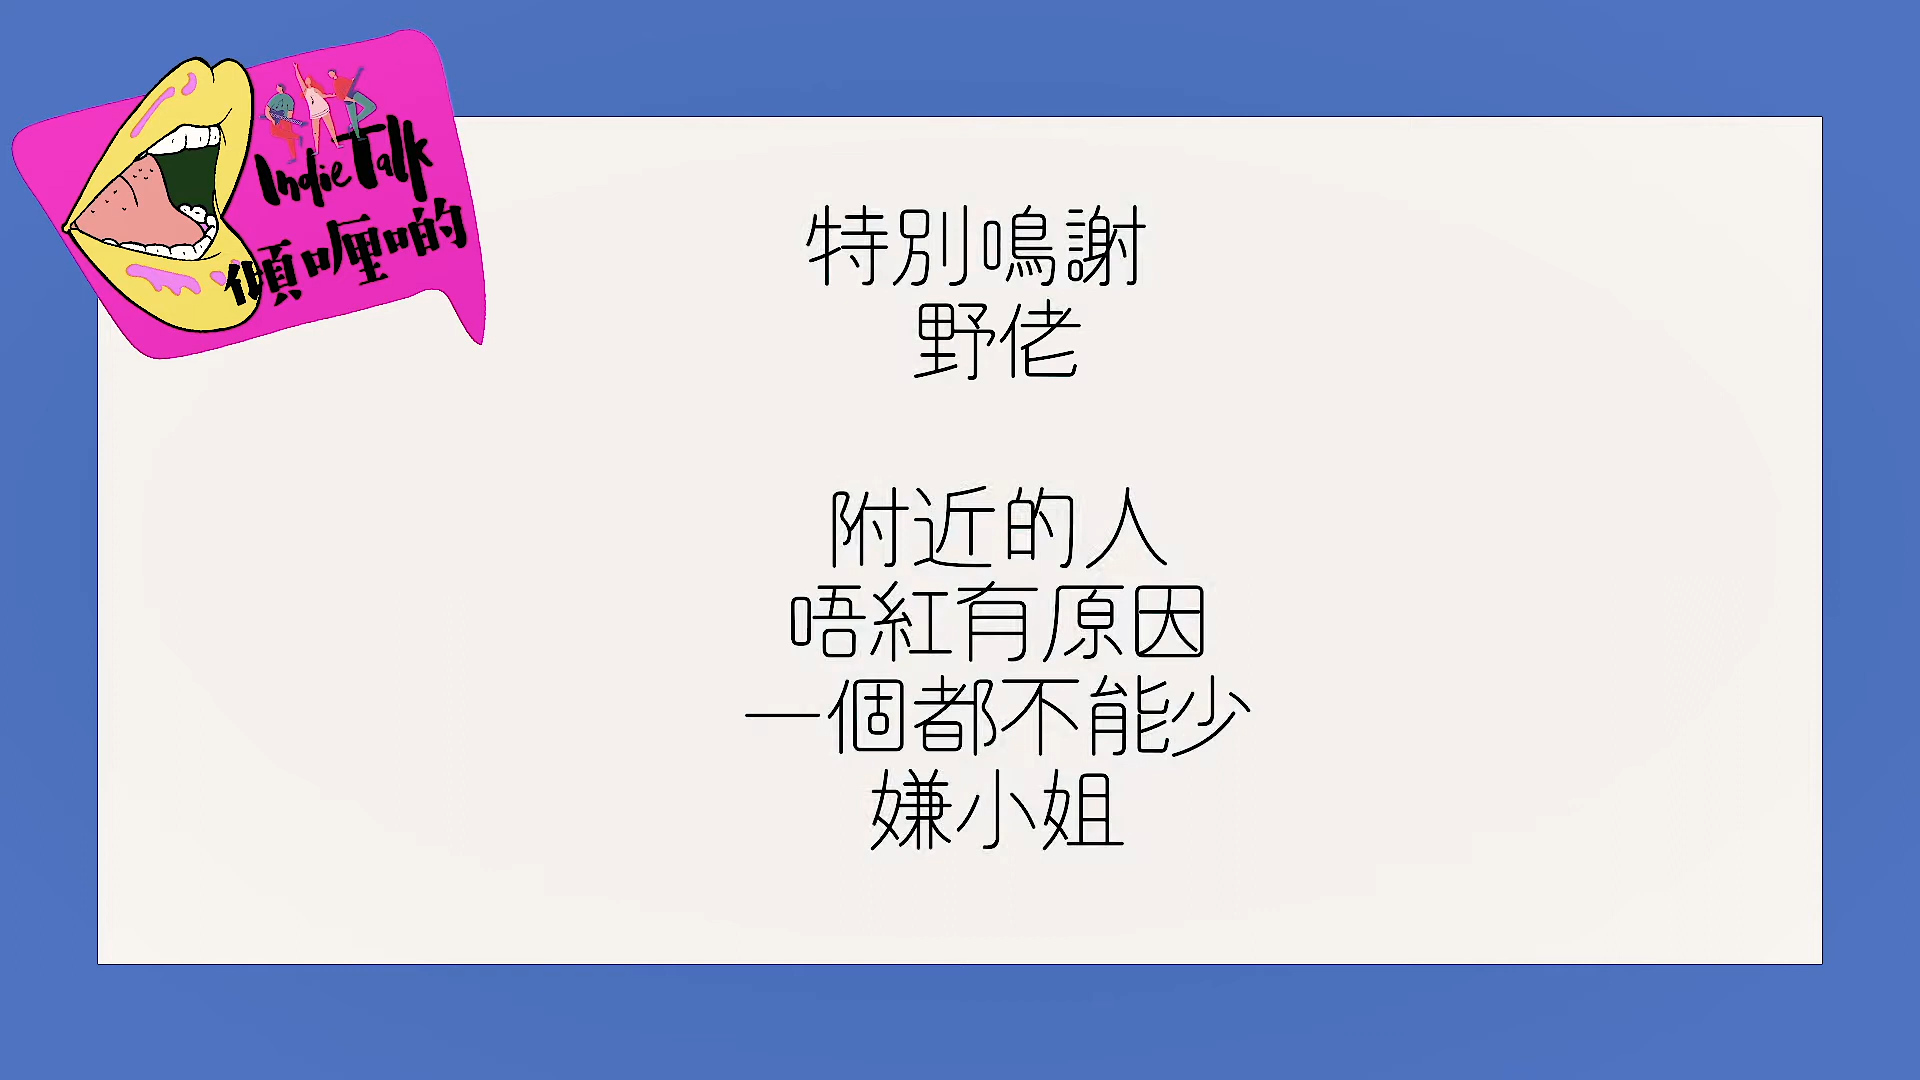 Indie Talk
傾喱啲
特別鳴謝
野佬
附近的人
唔紅有原因
一個都不能少
嫌小姐